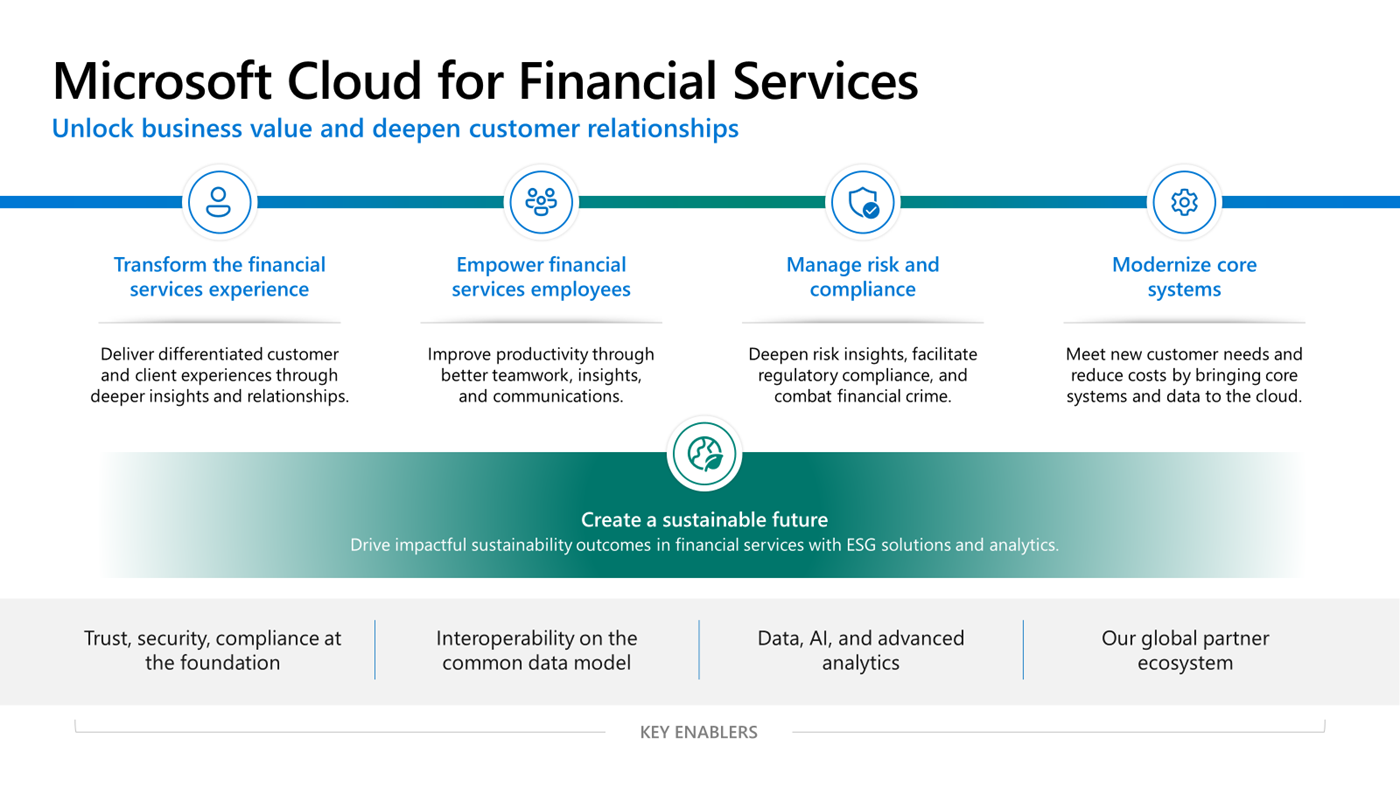 Microsoft Cloud for Financial Services
Unlock business value and deepen customer relationships
Transform the financial
services experience
Deliver differentiated customer
and client experiences through
deeper insights and relationships.
Empower financial
services employees
Improve productivity through
better teamwork, insights,
and communications.
Manage risk and
compliance
Deepen risk insights, facilitate
regulatory compliance, and
combat financial crime.
Modernize core
systems
Meet new customer needs and
reduce costs by bringing core
systems and data to the cloud.
Create a sustainable future
Drive impactful sustainability outcomes in financial services with ESG solutions and analytics.
Trust, security, compliance at
the foundation
Interoperability on the
common data model
Data, AI, and advanced
analytics
Our global partner
ecosystem
KEY ENABLERS